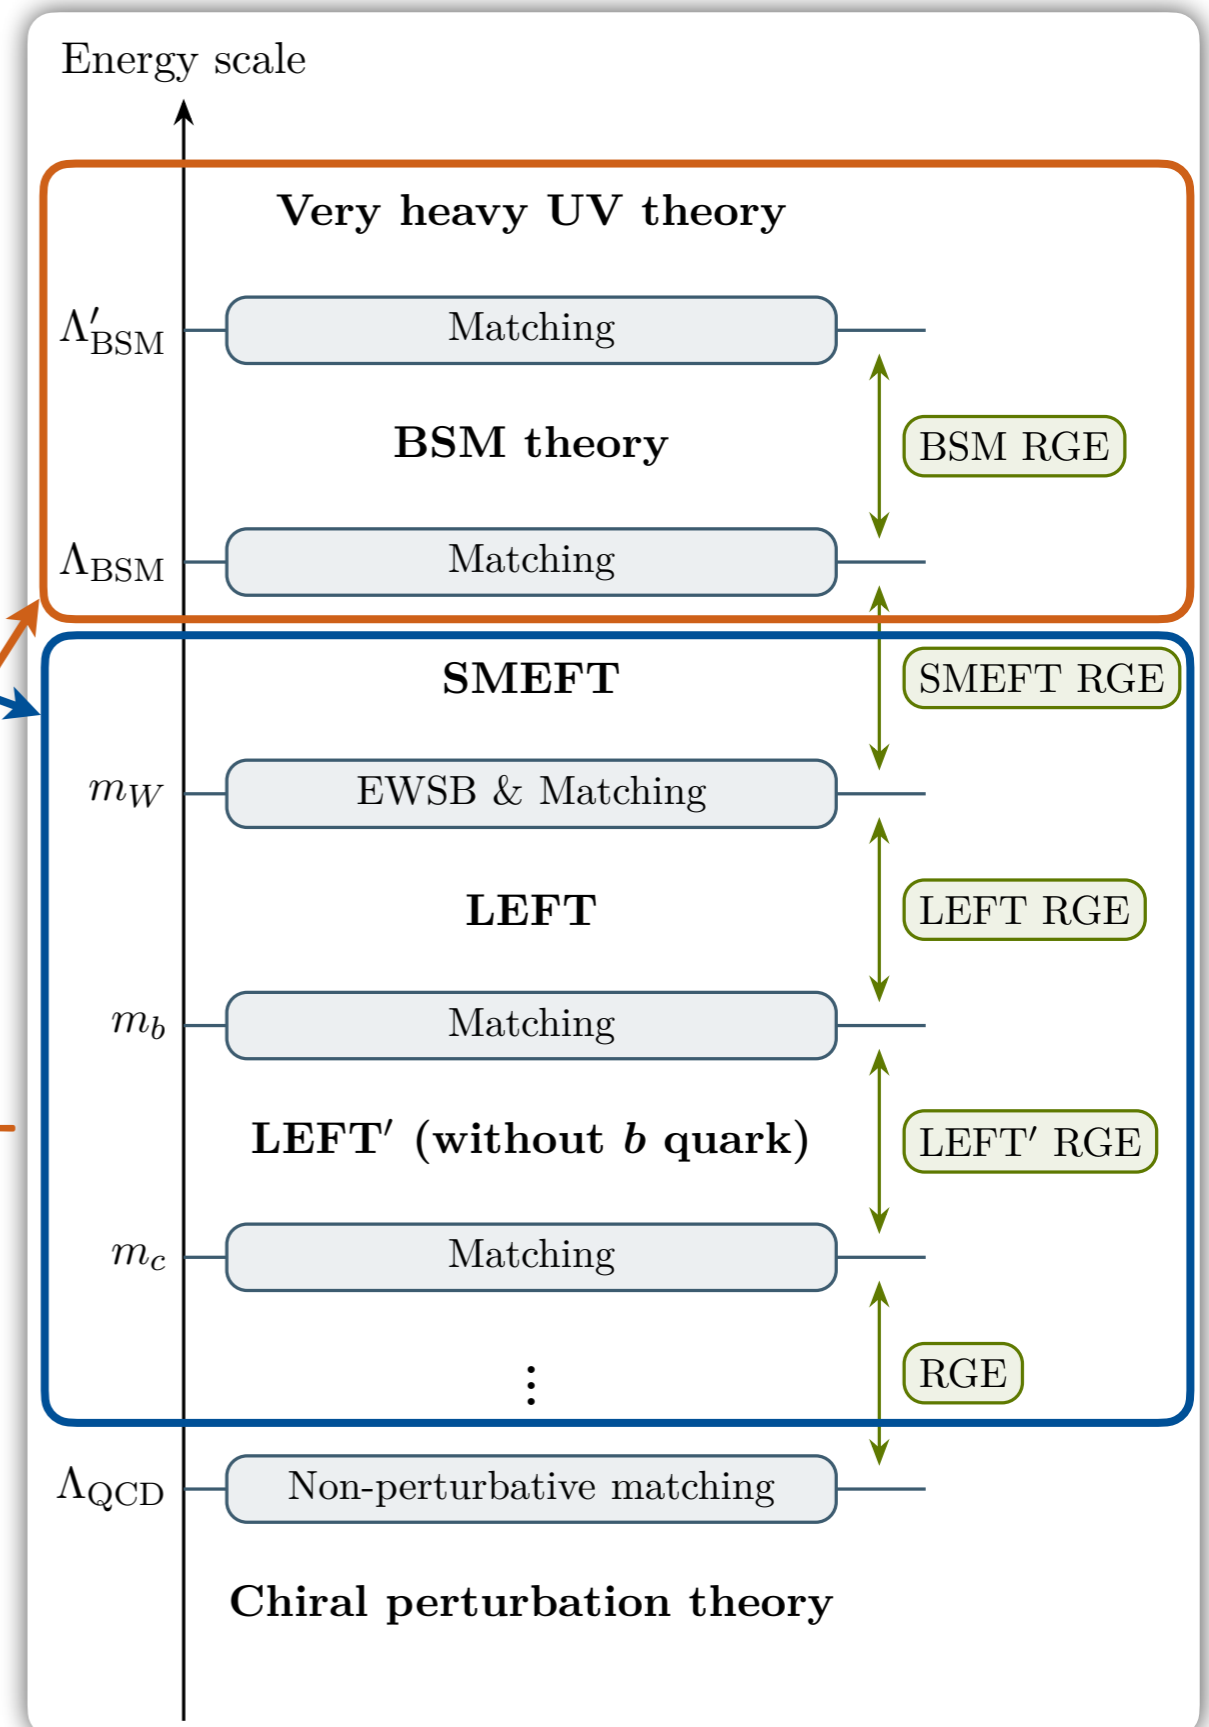 Energy scale
Very heavy UV theory
Λ′BSM Matching
BSM theory BSM RGE
ΛBSM Matching
SMEFT SMEFT RGE
mW EWSB & Matching
LEFT LEFT RGE
mb Matching
LEFT′ (without b quark) LEFT′ RGE
mc Matching
⋮ RGE
ΛQCD Non-perturbative matching
Chiral perturbation theory